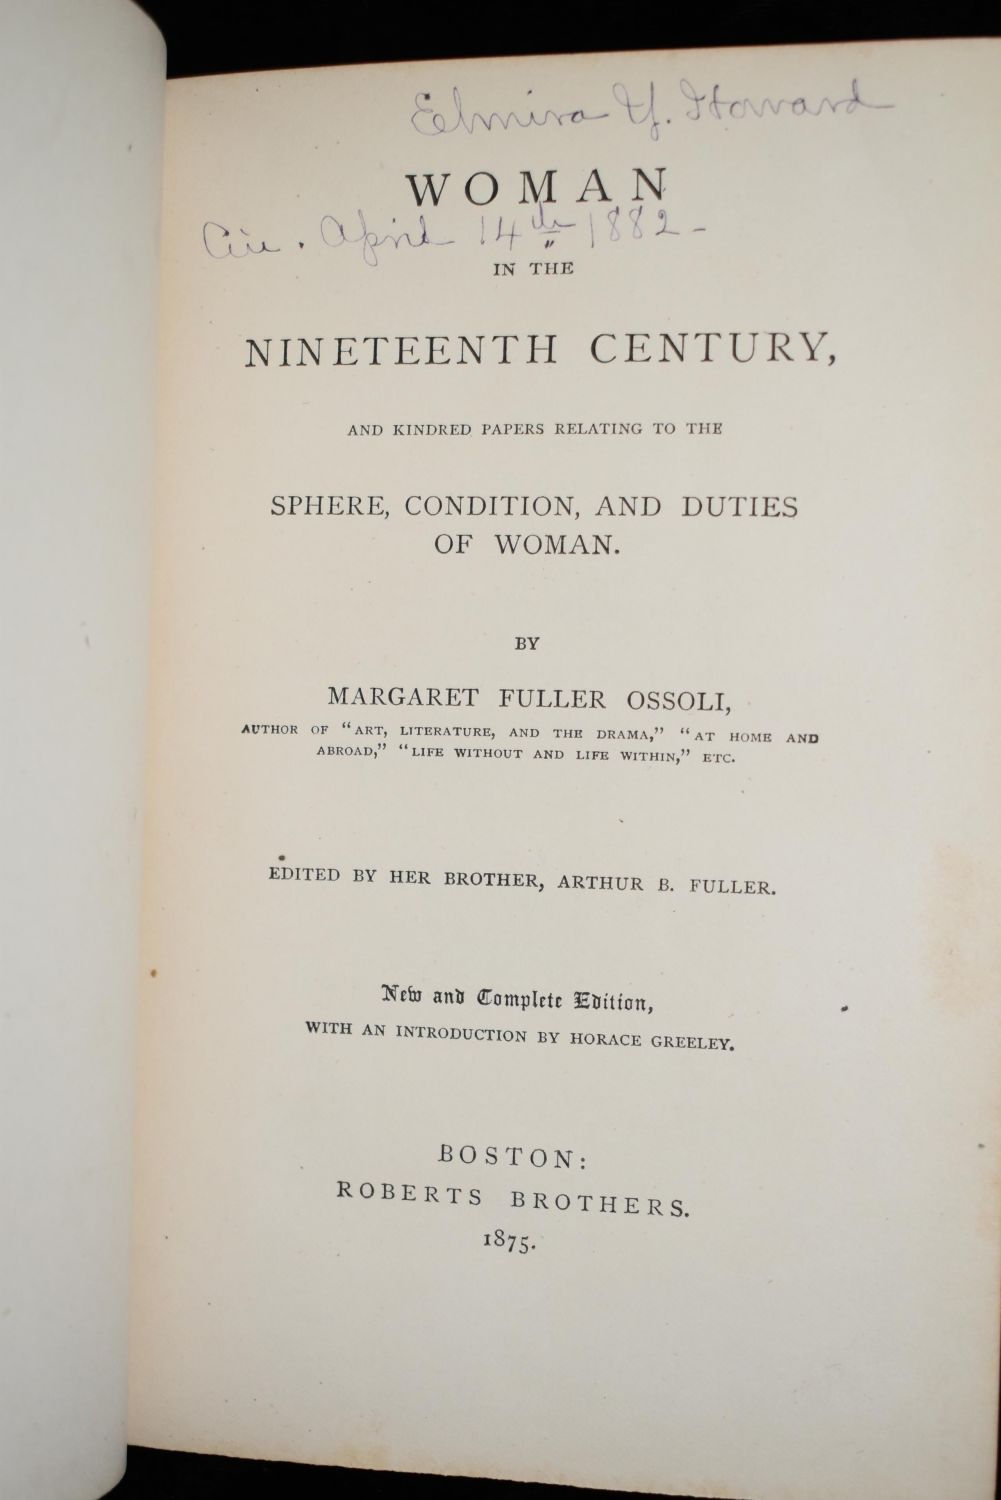 Elmira Y. Howard
WOMAN
Cin. April 14th 1882-
IN THE
NINETEENTH CENTURY,
AND KINDRED PAPERS RELATING TO THE
SPHERE, CONDITION, AND DUTIES
OF WOMAN.
BY
MARGARET FULLER OSSOLI,
AUTHOR OF "ART, LITERATURE, AND THE DRAMA," "AT HOME AND
ABROAD," "LIFE WITHOUT AND LIFE WITHIN," ETC.
EDITED BY HER BROTHER, ARTHUR B. FULLER.
New and Complete Edition,
WITH AN INTRODUCTION BY HORACE GREELEY.
BOSTON:
ROBERTS BROTHERS.
1875.